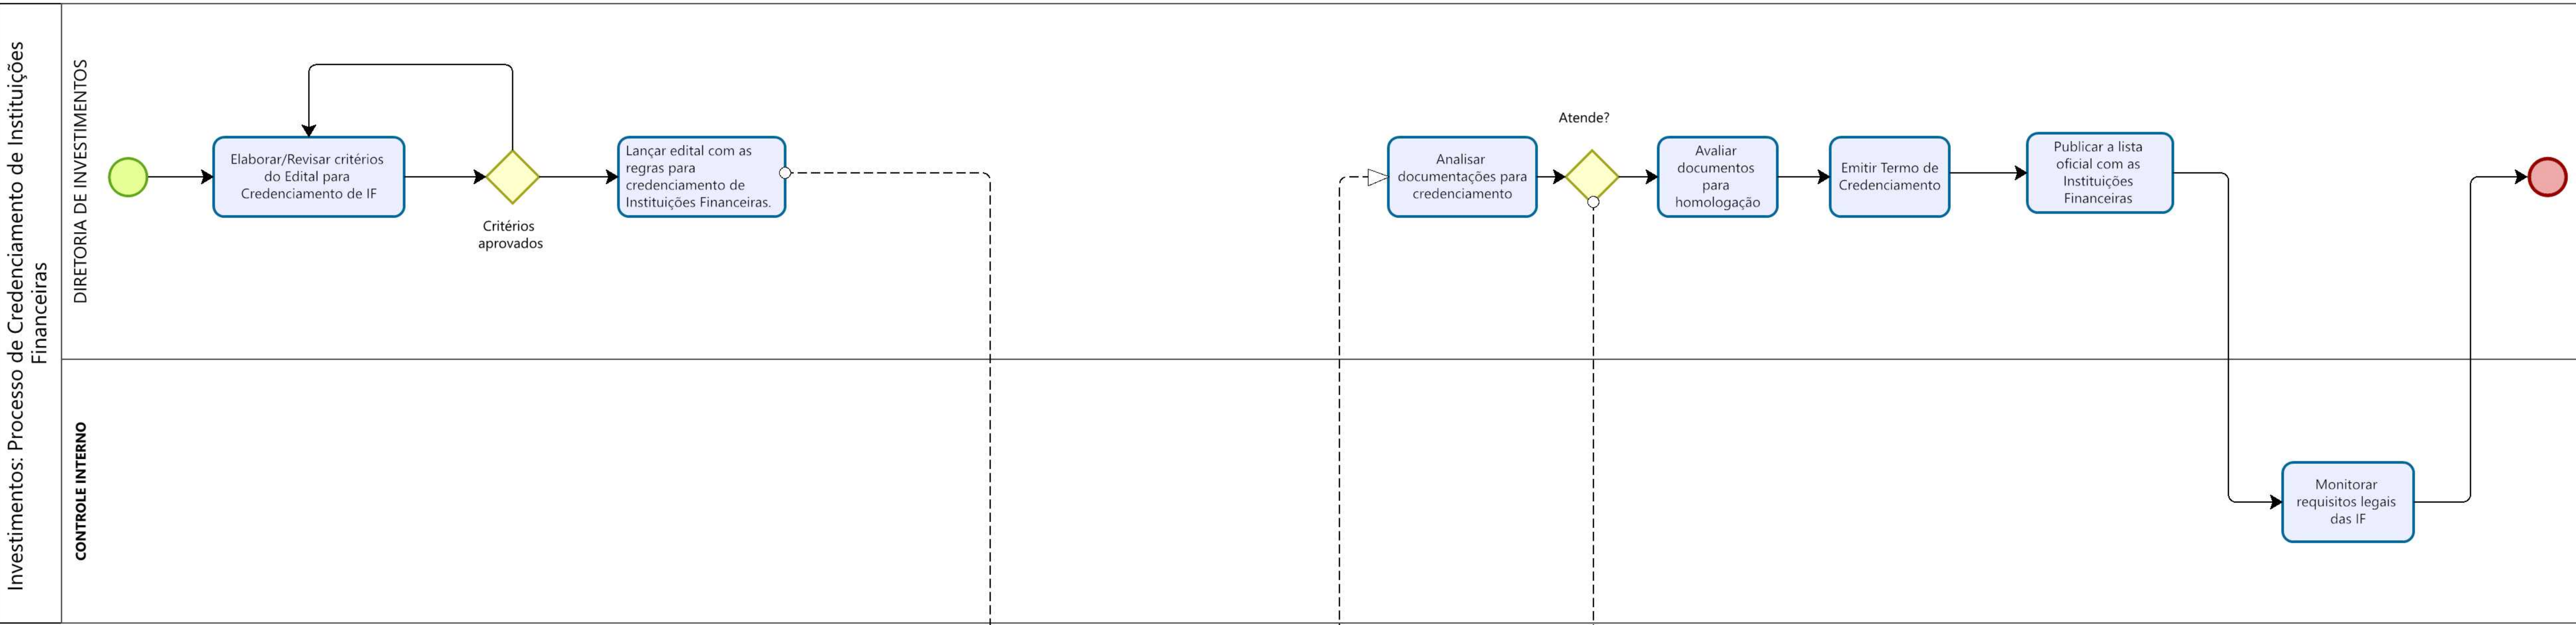 Investimentos: Processo de Credenciamento de Instituições
Financeiras
DIRETORIA DE INVESTIMENTOS
Elaborar/Revisar critérios
do Edital para
Credenciamento de IF
Critérios
aprovados
Lançar edital com as
regras para
credenciamento de
Instituições Financeiras.
Analisar
documentações para
credenciamento
Atende?
Avaliar
documentos
para
homologação
Emitir Termo de
Credenciamento
Publicar a lista
oficial com as
Instituições
Financeiras
CONTROLE INTERNO
Monitorar
requisitos legais
das IF